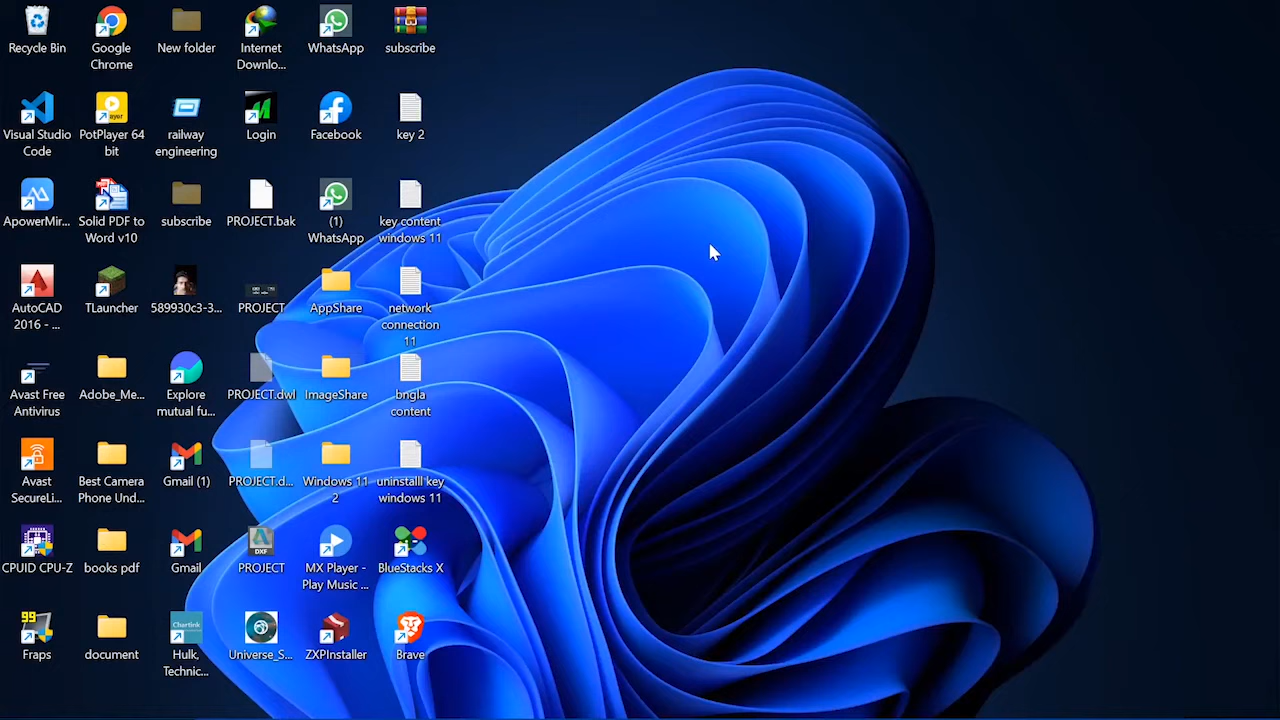 Recycle Bin
Google
Chrome
New folder
Internet
Downlo...
WhatsApp
subscribe
Visual Studio
Code
PotPlayer 64
bit
railway
engineering
Login
Facebook
key 2
ApowerMir...
Solid PDF to
Word v10
subscribe
PROJECT.bak
(1)
WhatsApp
key content
windows 11
AutoCAD
2016 - ...
TLauncher
589930c3-3...
PROJECT
AppShare
network
connection
11
Avast Free
Antivirus
Adobe_Me...
Explore
mutual fu...
PROJECT.dwl
ImageShare
bngla
content
Avast
SecureLi...
Best Camera
Phone Und...
Gmail (1)
PROJECT.d...
Windows 11
2
uninstalll key
windows 11
CPUID CPU-Z
books pdf
Gmail
DXF
PROJECT
MX Player -
Play Music ...
BlueStacks X
99
Fraps
document
Chartink
Hulk,
Technic...
Universe_S...
ZXPInstaller
Brave